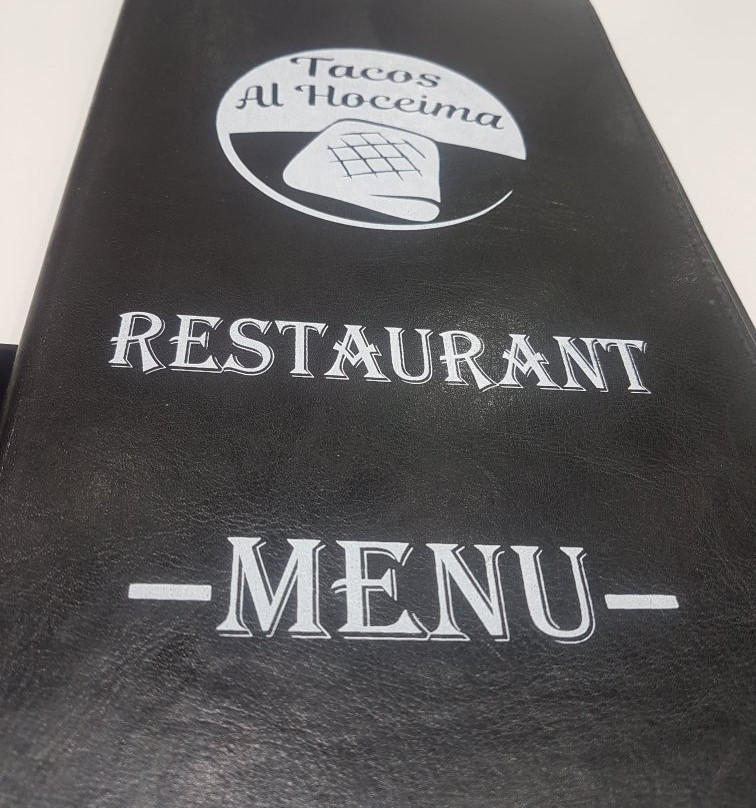 Tacos
Al Hoceima
RESTAURANT
-MENU-